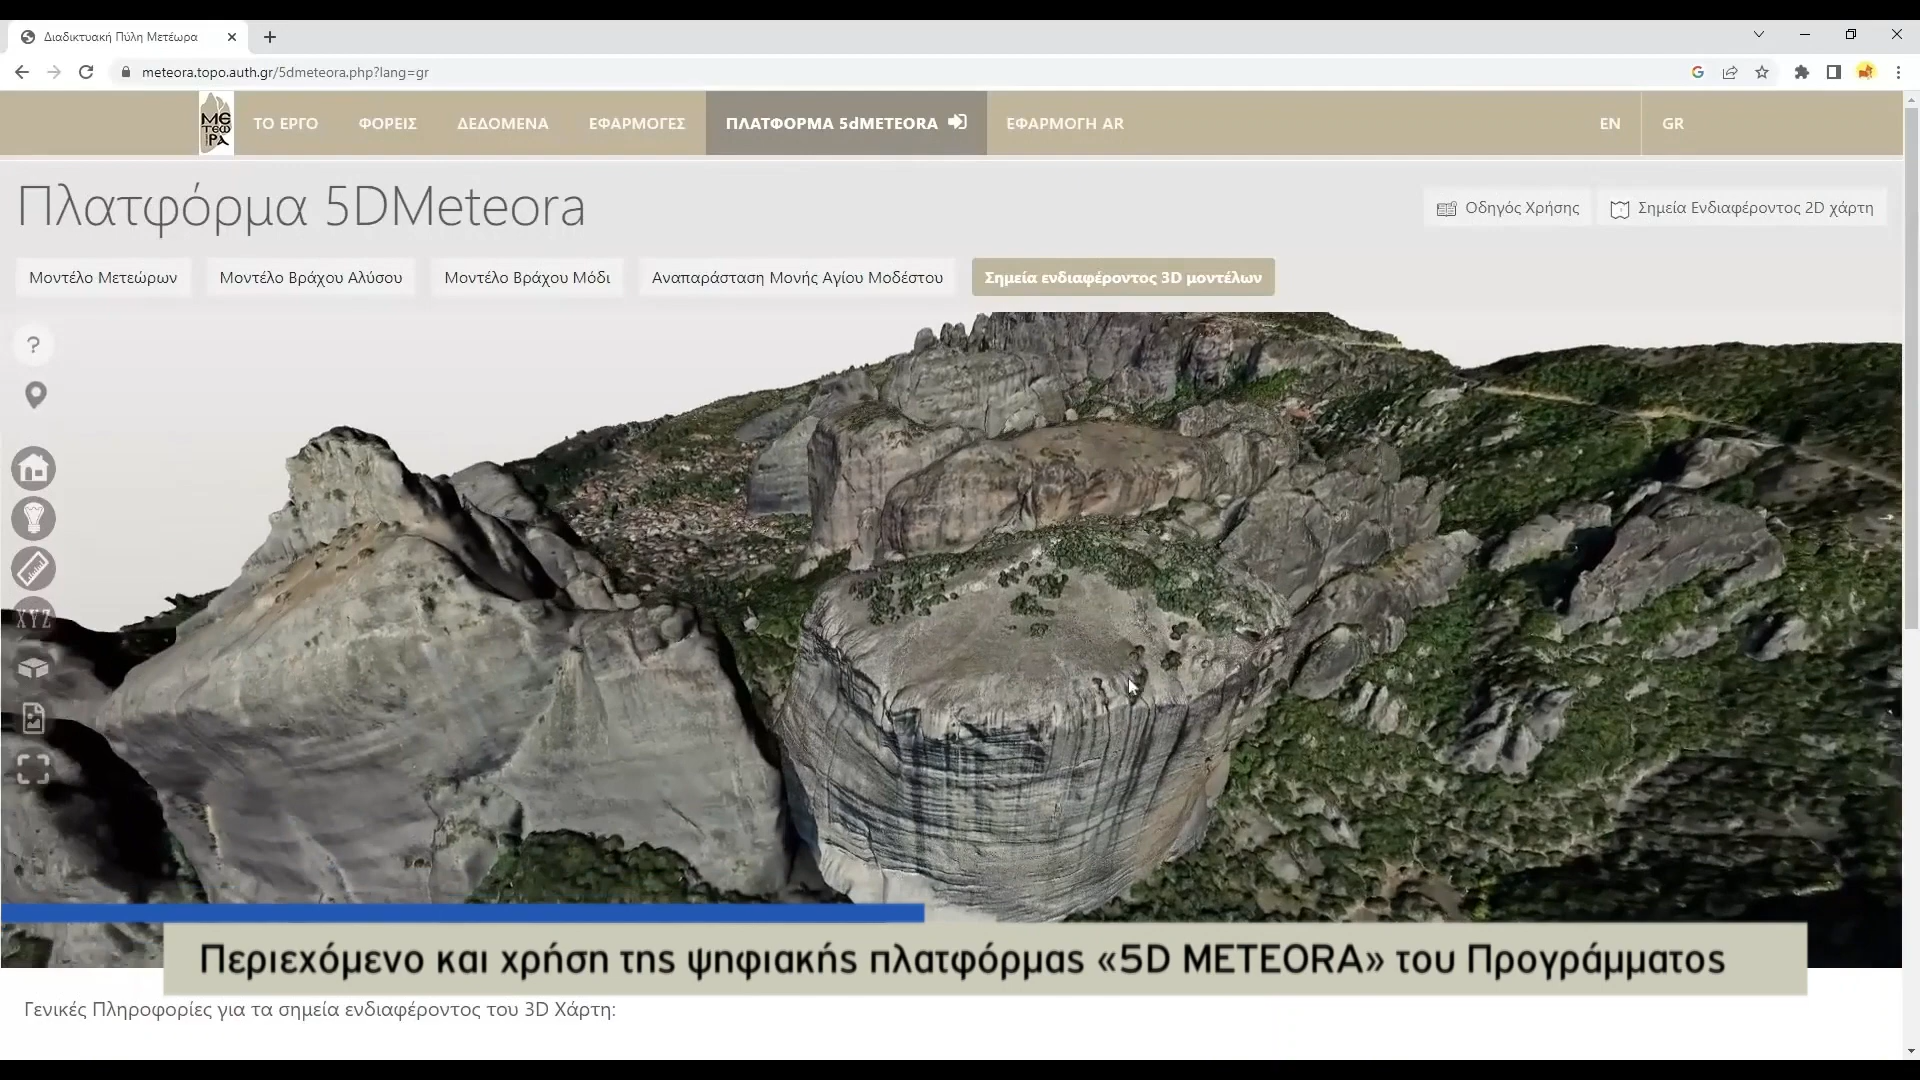 Διαδικτυακή Πύλη Μετέωρα
meteora.topo.auth.gr/5dmeteora.php?lang=gr
ΜΕ
ΤΕΩ
ΡΑ
ΤΟ ΕΡΓΟ ΦΟΡΕΙΣ ΔΕΔΟΜΕΝΑ ΕΦΑΡΜΟΓΕΣ ΠΛΑΤΦΟΡΜΑ 5dMETEORA ΕΦΑΡΜΟΓΗ AR EN GR
Πλατφόρμα 5DMeteora
Οδηγός Χρήσης Σημεία Ενδιαφέροντος 2D χάρτη
Μοντέλο Μετεώρων Μοντέλο Βράχου Αλύσου Μοντέλο Βράχου Μόδι Αναπαράσταση Μονής Αγίου Μοδέστου Σημεία ενδιαφέροντος 3D μοντέλων
?
XYZ
Περιεχόμενο και χρήση της ψηφιακής πλατφόρμας «5D METEORA» του Προγράμματος
Γενικές Πληροφορίες για τα σημεία ενδιαφέροντος του 3D Χάρτη: